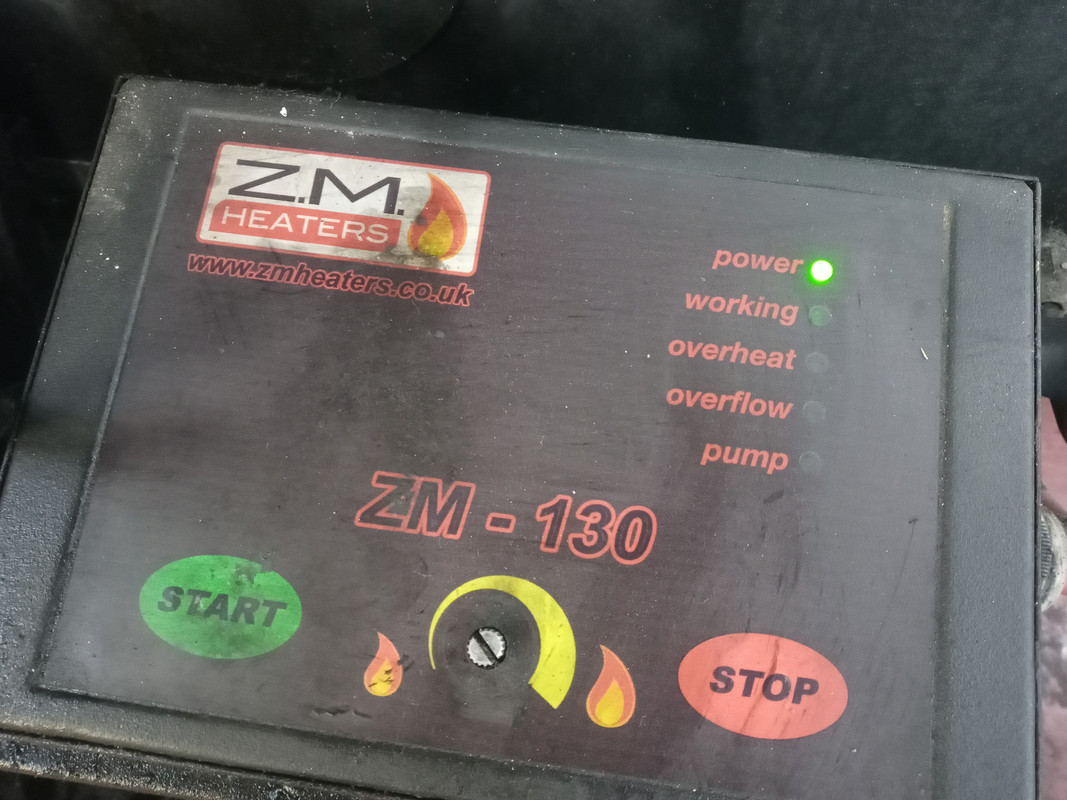 Z.M.
HEATERS
www.zmheaters.co.uk
power
working
overheat
overflow
pump
ZM - 130
START
STOP